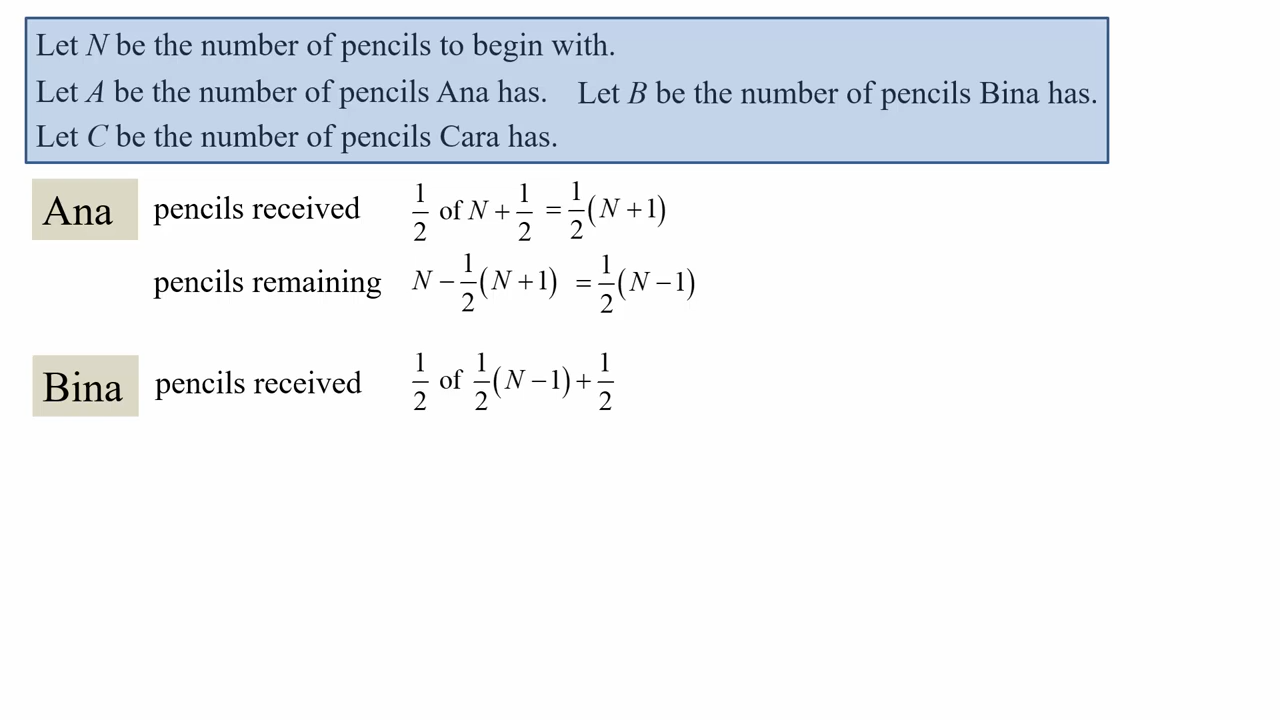 Let N be the number of pencils to begin with.
Let A be the number of pencils Ana has. Let B be the number of pencils Bina has.
Let C be the number of pencils Cara has.
Ana pencils received 1/2 of N + 1/2 = 1/2 (N + 1)
pencils remaining N − 1/2 (N + 1) = 1/2 (N − 1)
Bina pencils received 1/2 of 1/2 (N − 1) + 1/2